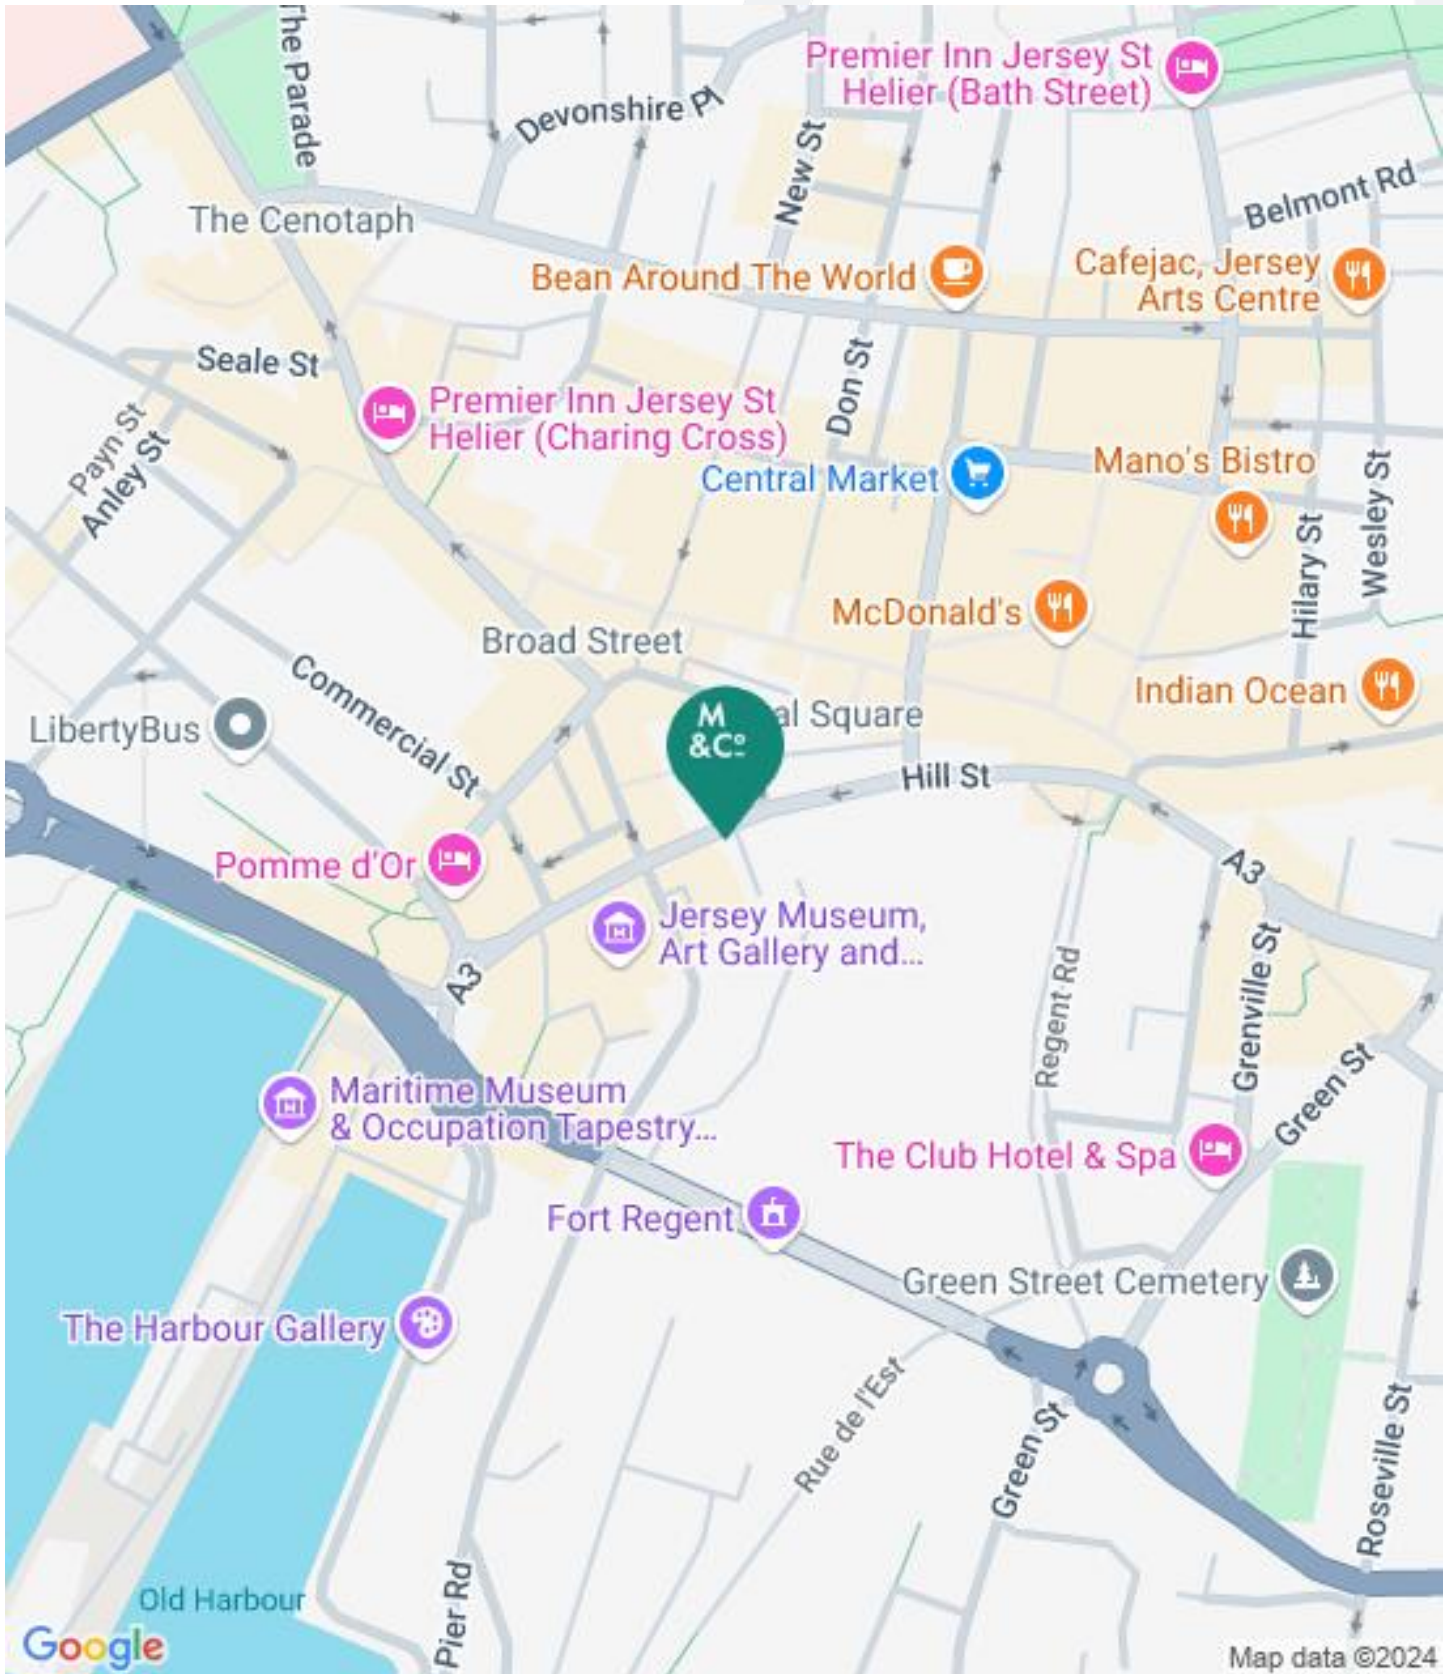 The Parade
Premier Inn Jersey St
Helier (Bath Street)
Devonshire Pl
New St
Belmont Rd
The Cenotaph
Bean Around The World
Cafejac, Jersey
Arts Centre
Seale St
Don St
Premier Inn Jersey St
Helier (Charing Cross)
Payn St
Anley St
Central Market
Mano's Bistro
Wesley St
Hilary St
McDonald's
Broad Street
Commercial St
Indian Ocean
LibertyBus
M
&Cº
al Square
Hill St
Pomme d'Or
A3
Jersey Museum,
Art Gallery and...
A3
Grenville St
Regent Rd
Green St
Maritime Museum
& Occupation Tapestry...
The Club Hotel & Spa
Fort Regent
Green Street Cemetery
The Harbour Gallery
Rue de l'Est
Green St
Roseville St
Old Harbour
Pier Rd
Google
Map data ©2024